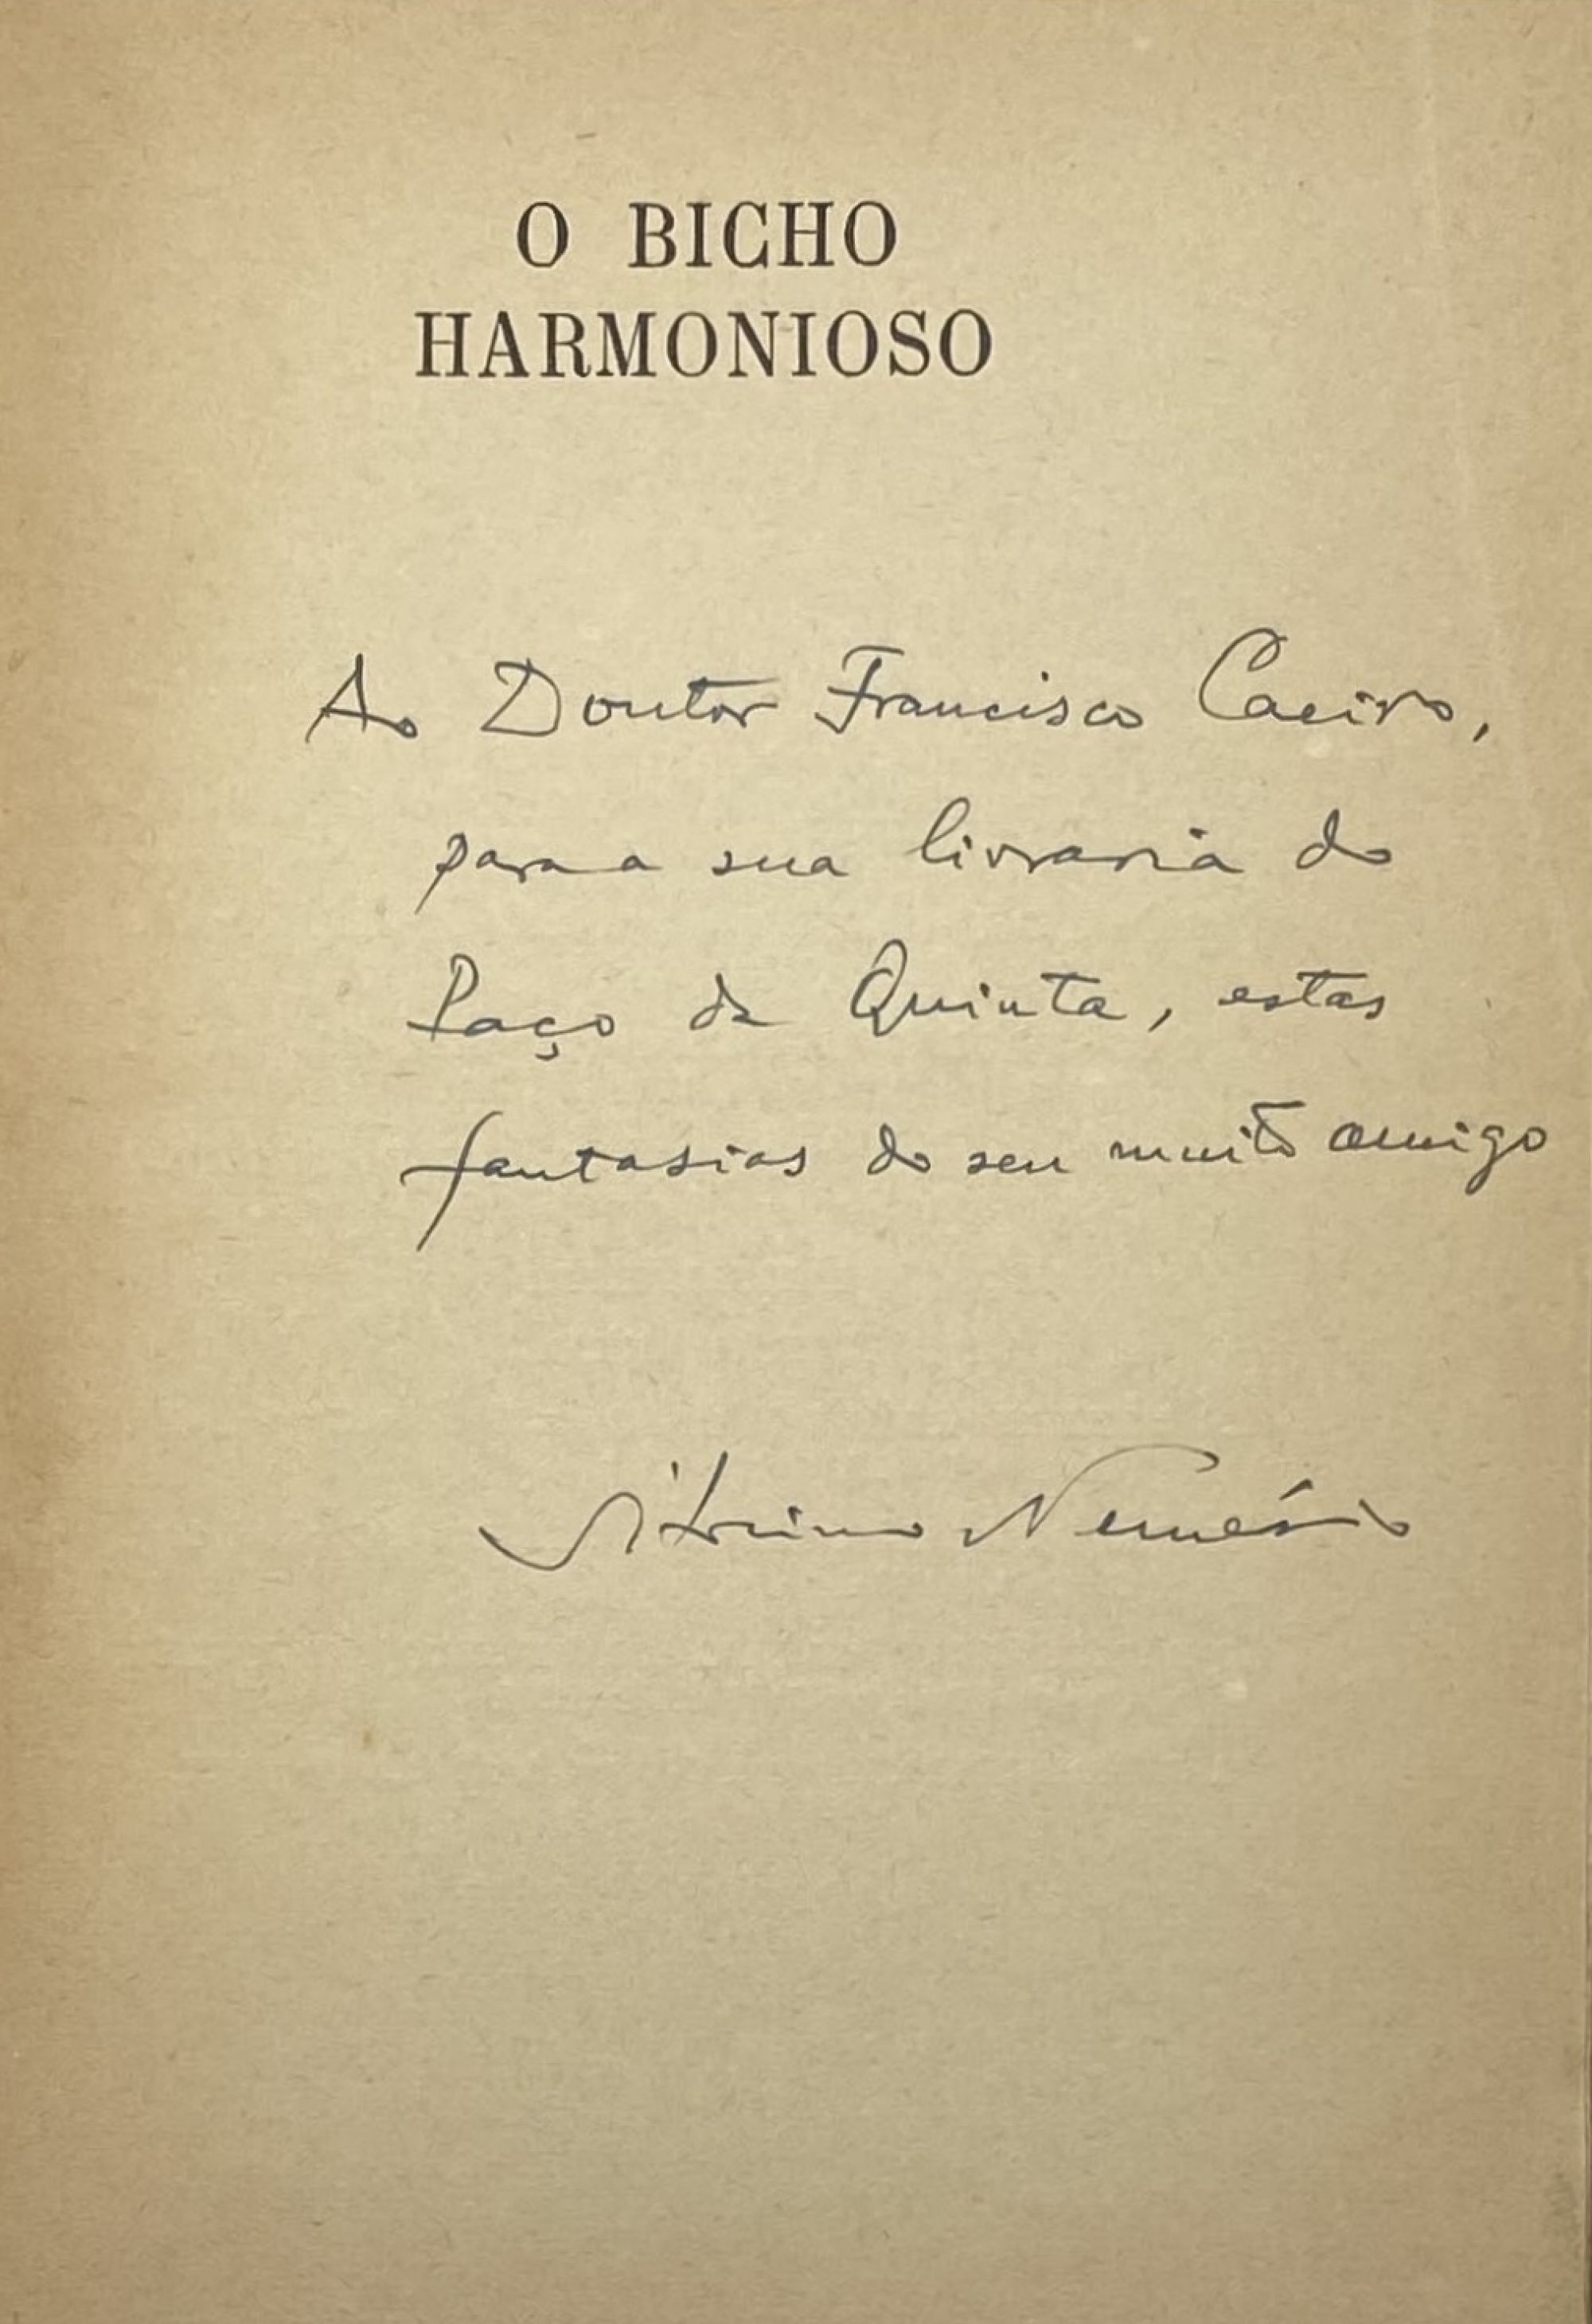 O BICHO
HARMONIOSO
Ao Doutor Francisco Caeiro,
para a sua livraria do
Paço da Quinta, estas
fantasias do seu muito amigo
Vitorino Nemésio